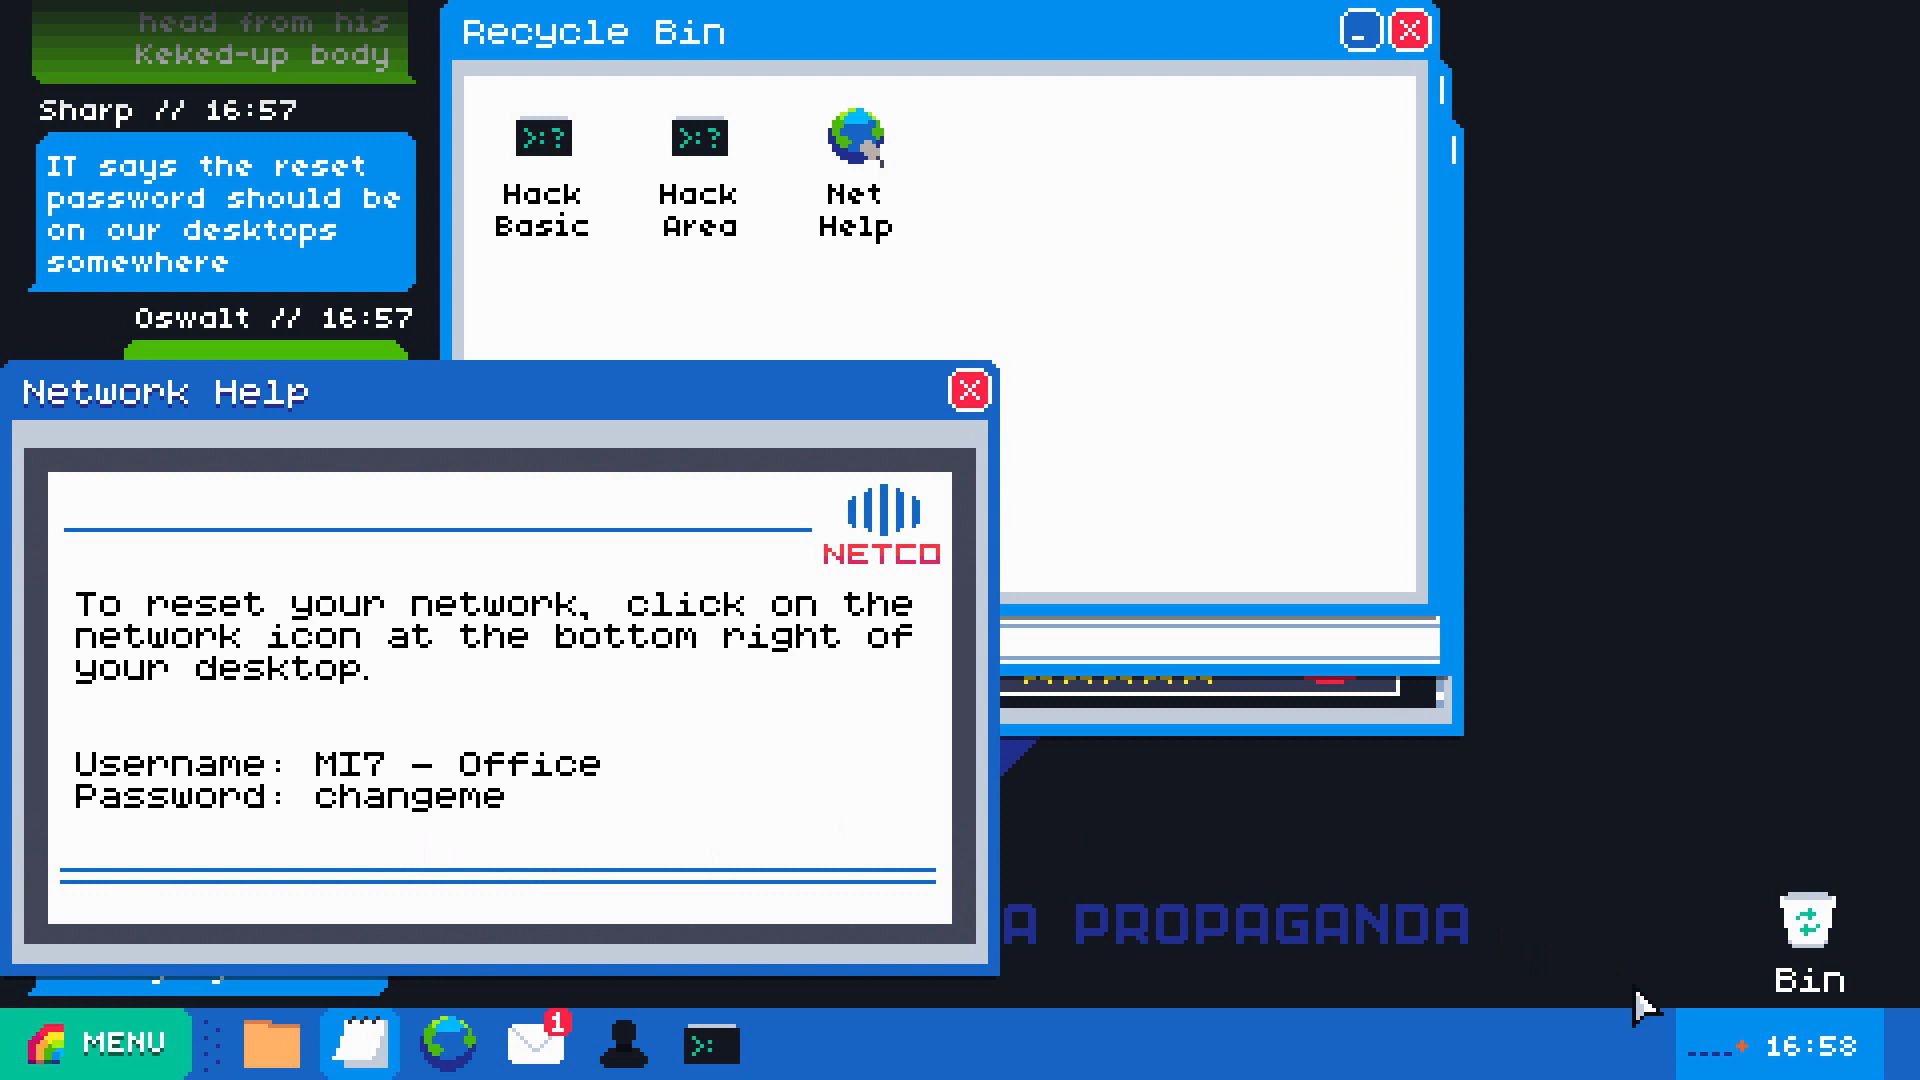 head from his
Keked-up body
Sharp // 16:57
IT says the reset
password should be
on our desktops
somewhere
Oswalt // 16:57
Recycle Bin
>:?
>:?
Hack
Basic
Hack
Area
Net
Help
Network Help
NETCO
To reset your network, click on the
network icon at the bottom right of
your desktop.
Username: MI7 - Office
Password: changeme
A PROPAGANDA
Bin
MENU
1
>:
16:58